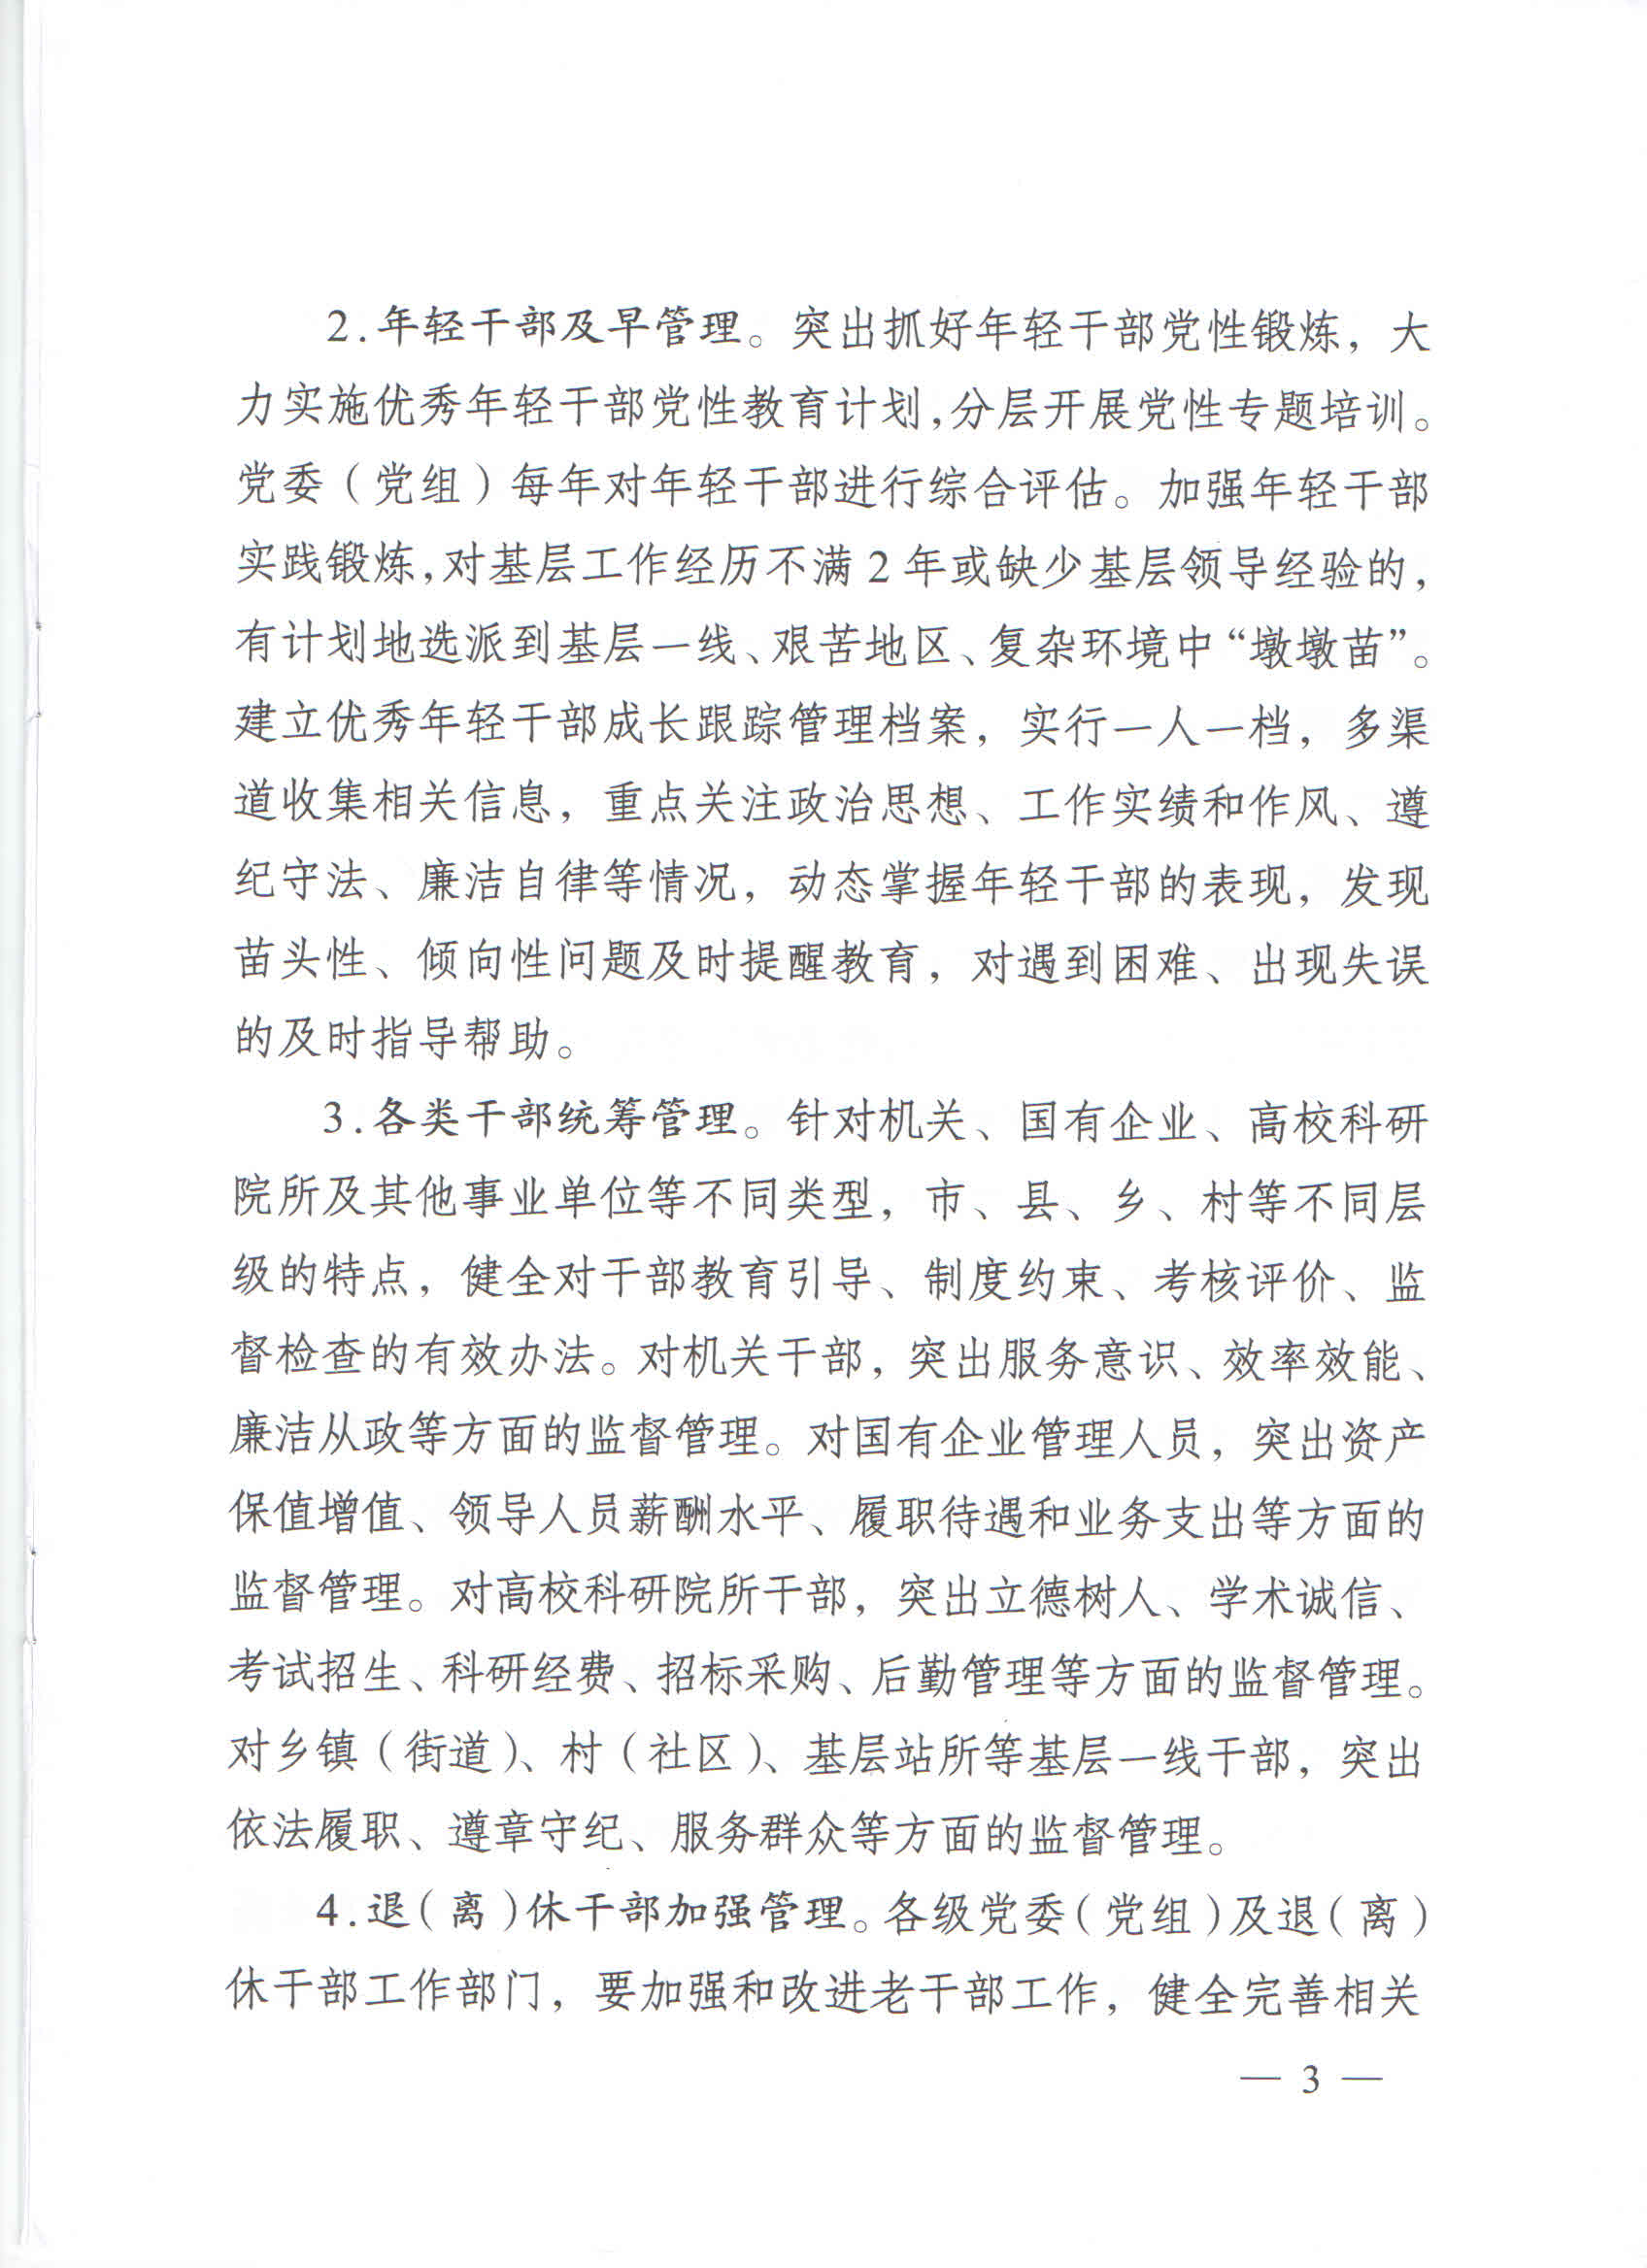 2.年轻干部及早管理。突出抓好年轻干部党性锻炼，大
力实施优秀年轻干部党性教育计划，分层开展党性专题培训。
党委（党组）每年对年轻干部进行综合评估。加强年轻干部
实践锻炼，对基层工作经历不满2年或缺少基层领导经验的，
有计划地选派到基层一线、艰苦地区、复杂环境中“墩墩苗”。
建立优秀年轻干部成长跟踪管理档案，实行一人一档，多渠
道收集相关信息，重点关注政治思想、工作实绩和作风、遵
纪守法、廉洁自律等情况，动态掌握年轻干部的表现，发现
苗头性、倾向性问题及时提醒教育，对遇到困难、出现失误
的及时指导帮助。
3.各类干部统筹管理。针对机关、国有企业、高校科研
院所及其他事业单位等不同类型，市、县、乡、村等不同层
级的特点，健全对干部教育引导、制度约束、考核评价、监
督检查的有效办法。对机关干部，突出服务意识、效率效能、
廉洁从政等方面的监督管理。对国有企业管理人员，突出资产
保值增值、领导人员薪酬水平、履职待遇和业务支出等方面的
监督管理。对高校科研院所干部，突出立德树人、学术诚信、
考试招生、科研经费、招标采购、后勤管理等方面的监督管理。
对乡镇（街道）、村（社区）、基层站所等基层一线干部，突出
依法履职、遵章守纪、服务群众等方面的监督管理。
4.退（离）休干部加强管理。各级党委（党组）及退（离）
休干部工作部门，要加强和改进老干部工作，健全完善相关
— 3 —